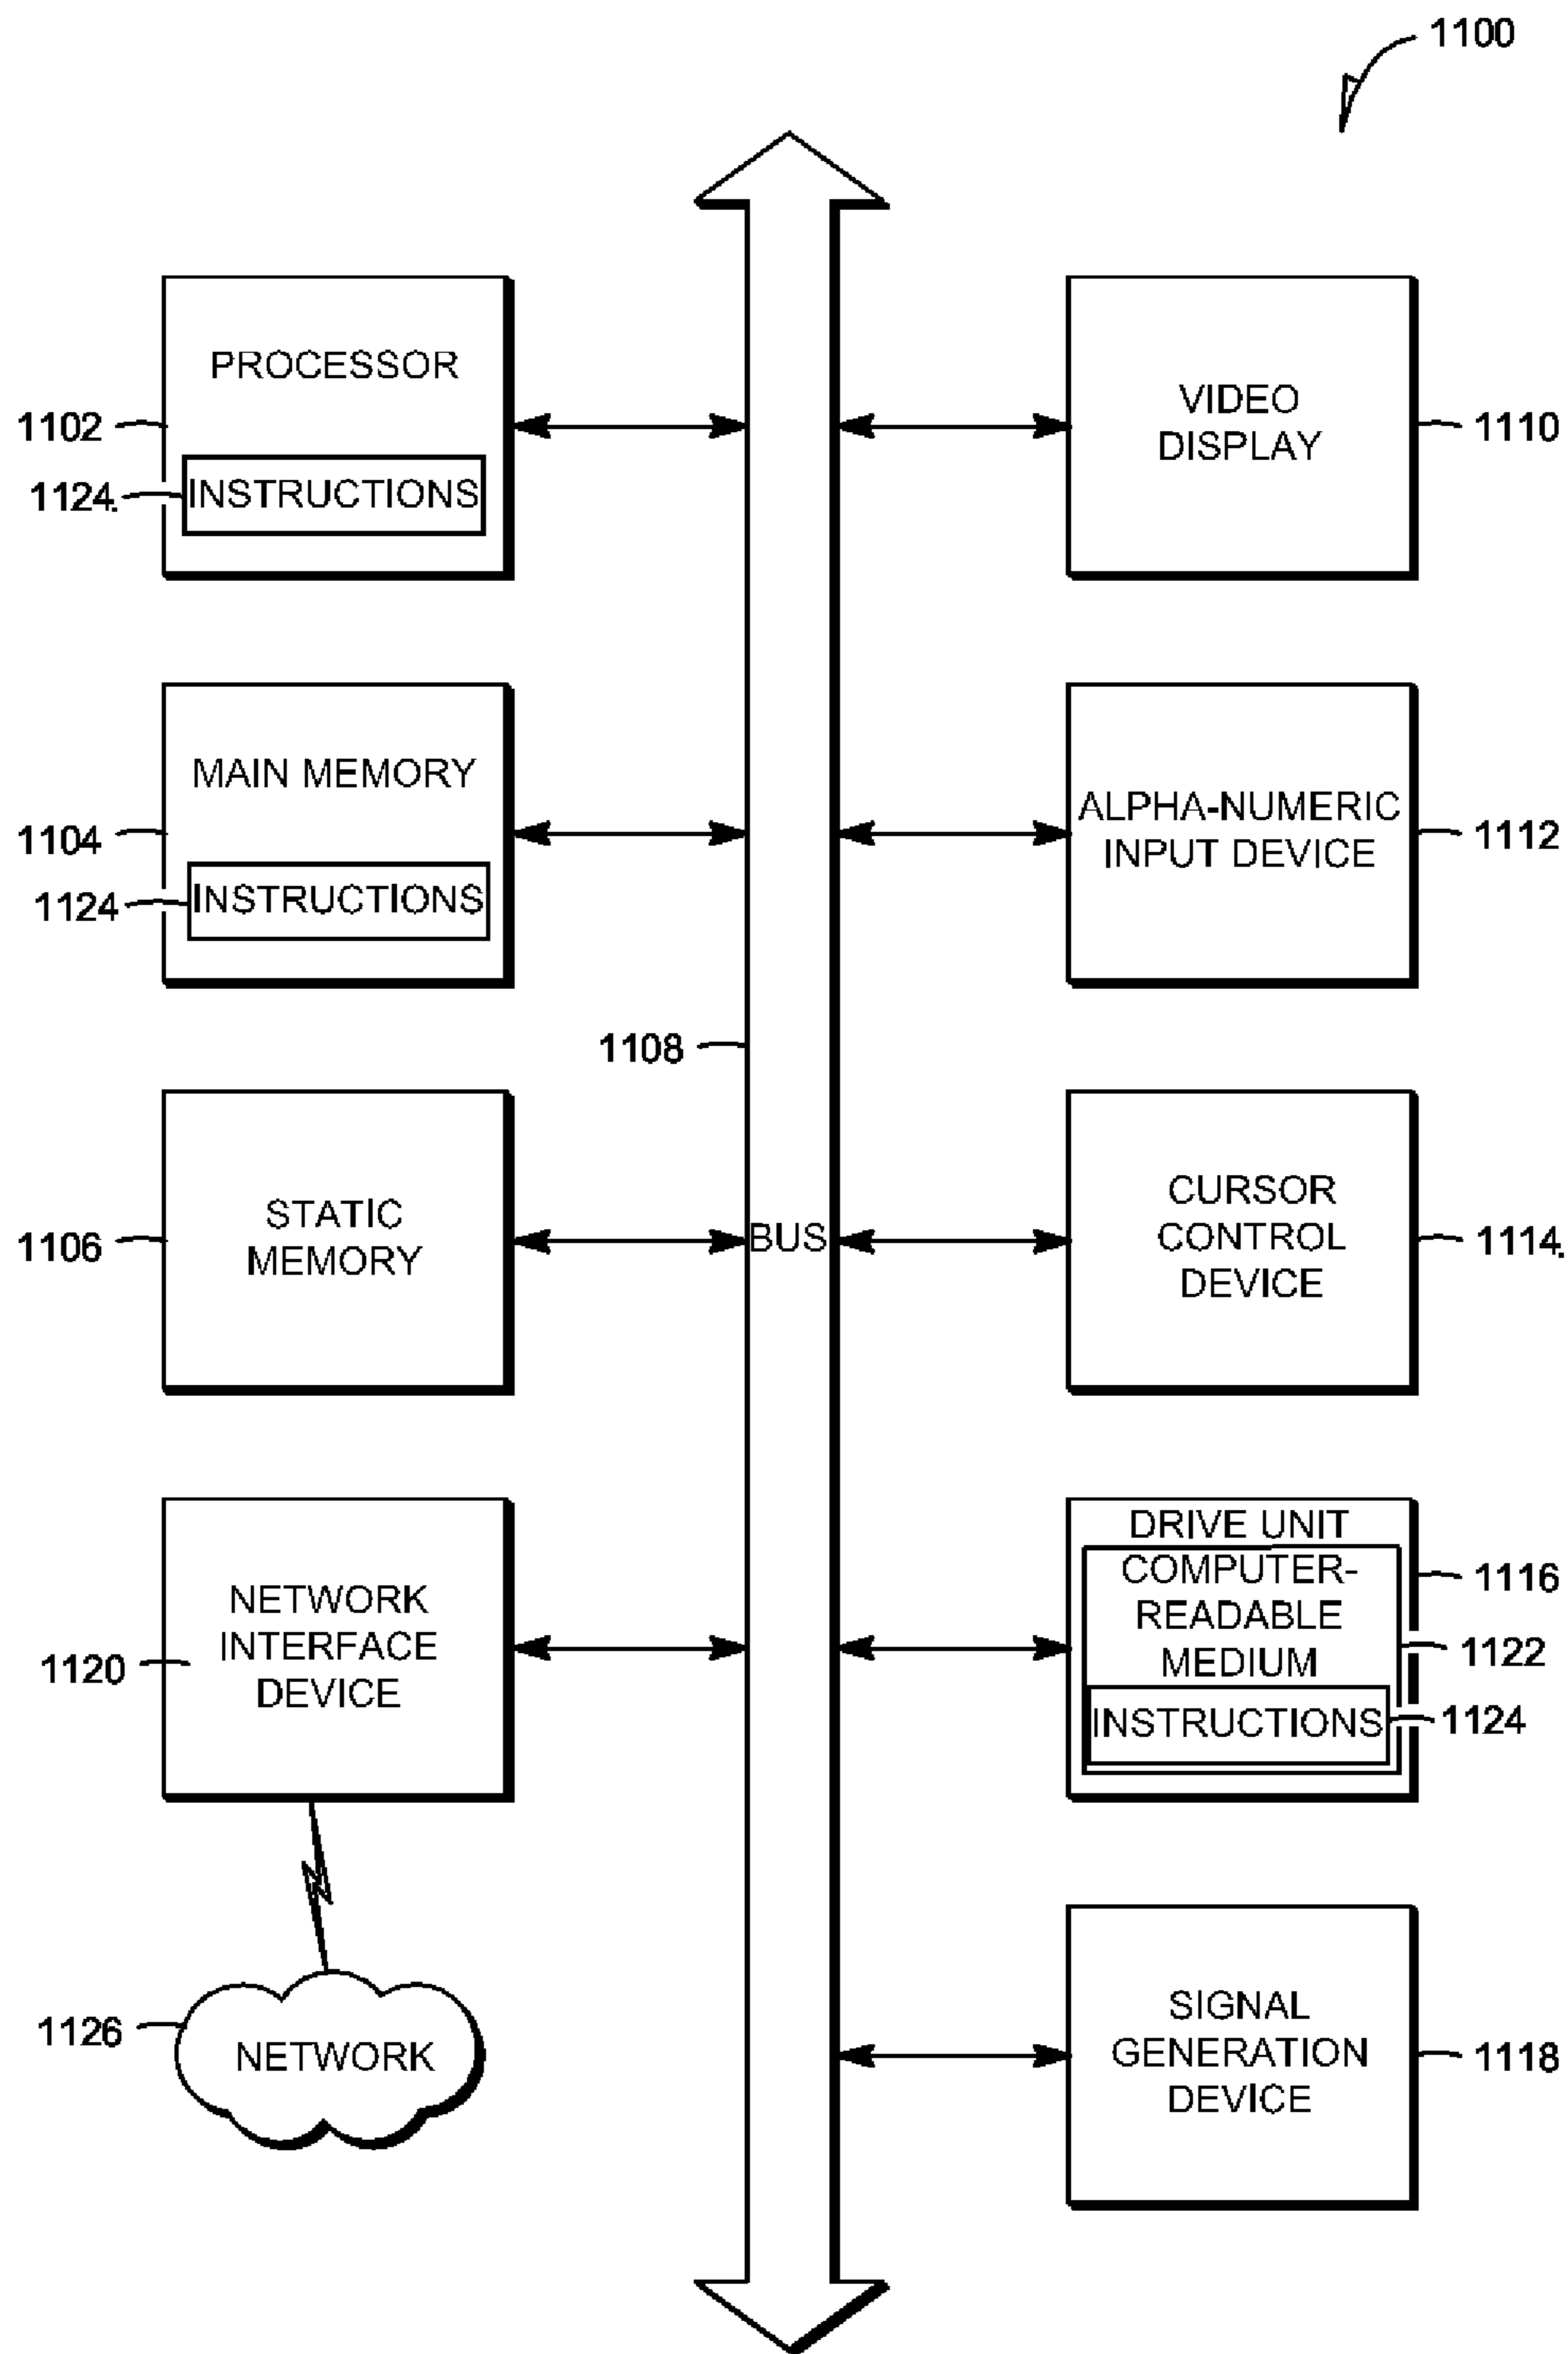 1100
PROCESSOR
1102
1124.
INSTRUCTIONS
VIDEO
DISPLAY
1110
MAIN MEMORY
1104
1124
INSTRUCTIONS
ALPHA-NUMERIC
INPUT DEVICE
1112
1108
STATIC
MEMORY
1106
BUS
CURSOR
CONTROL
DEVICE
1114.
NETWORK
INTERFACE
DEVICE
1120
DRIVE UNIT
COMPUTER-
READABLE
MEDIUM
INSTRUCTIONS
1116
1122
1124
1126
NETWORK
SIGNAL
GENERATION
DEVICE
1118